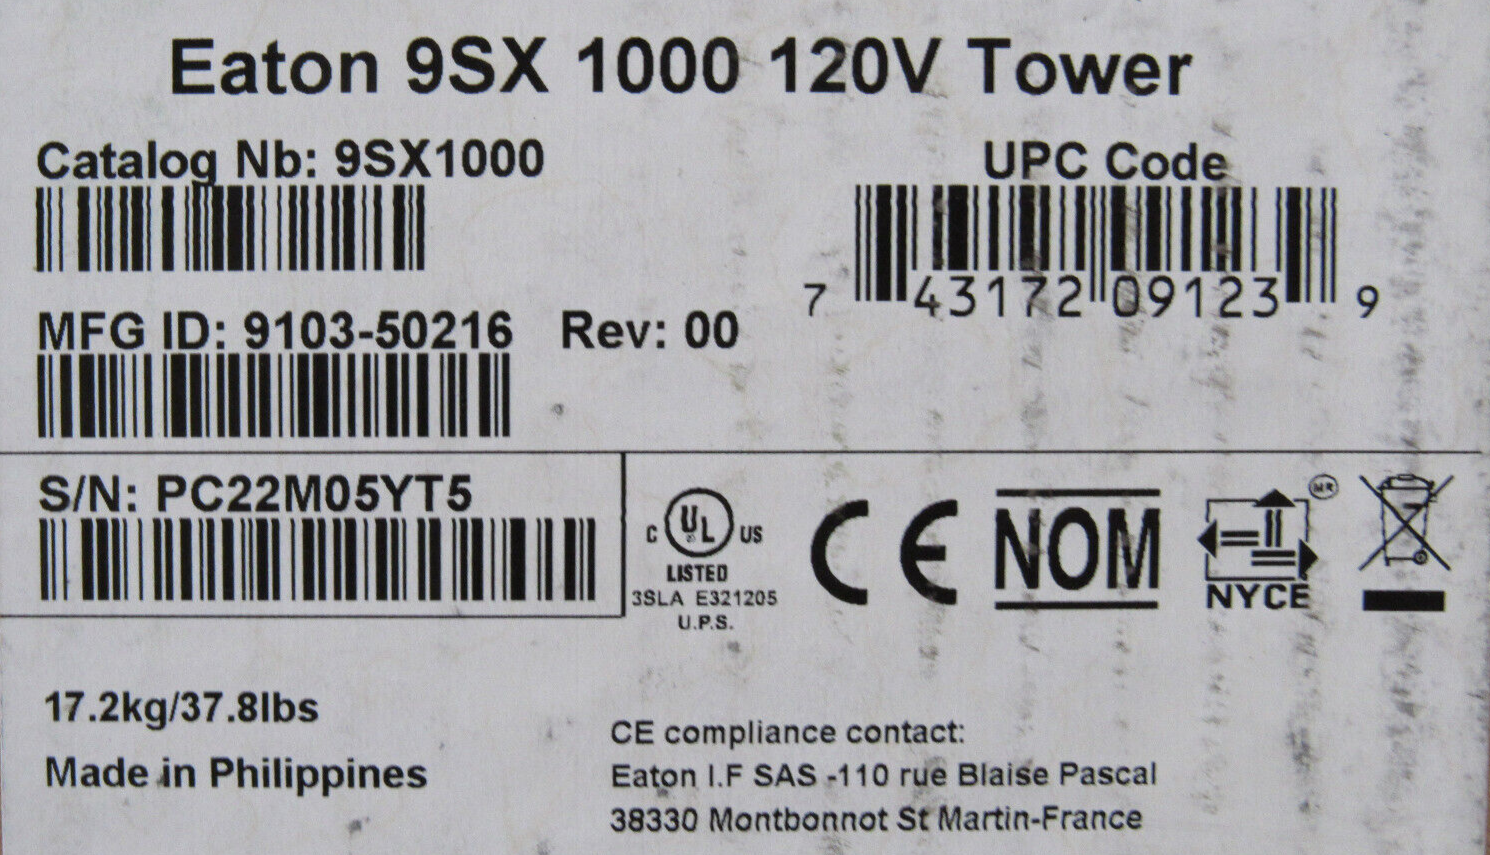 Eaton 9SX 1000 120V Tower
Catalog Nb: 9SX1000
UPC Code
7 43172 09123 9
MFG ID: 9103-50216 Rev: 00
S/N: PC22M05YT5
C UL US
®
LISTED
3SLA E321205
U.P.S.
CE
NOM
MR
NYCE
17.2kg/37.8lbs
Made in Philippines
CE compliance contact:
Eaton I.F SAS -110 rue Blaise Pascal
38330 Montbonnot St Martin-France